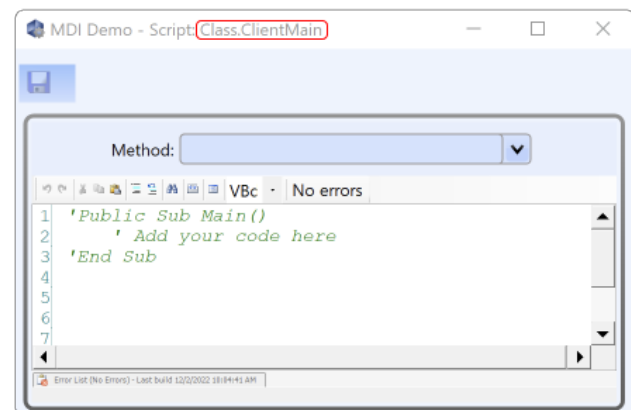 MDI Demo - Script: Class.ClientMain
Method:
VBc
No errors
1 'Public Sub Main()
2 ' Add your code here
3 'End Sub
4
5
6
7
Error List (No Errors) - Last build 12/2/2022 10:04:41 AM